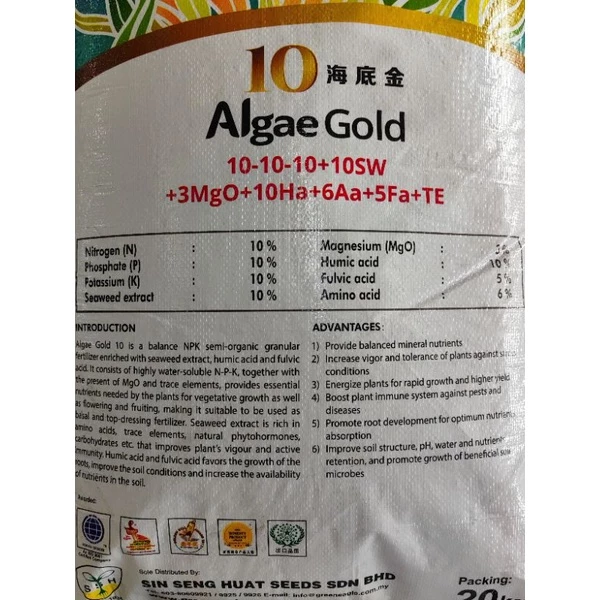 10 海底金
Algae Gold
10-10-10+10SW
+3MgO+10Ha+6Aa+5Fa+TE
Nitrogen (N) : 10 %
Phosphate (P) : 10 %
Potassium (K) : 10 %
Seaweed extract : 10 %
Magnesium (MgO) : 3%
Humic acid : 10 %
Fulvic acid : 5 %
Amino acid : 6 %
INTRODUCTION
Algae Gold 10 is a balance NPK semi-organic granular
fertilizer enriched with seaweed extract, humic and fulvic
acid. It consists of highly water-soluble N-P-K, together with
the present of MgO and trace elements, provides essential
nutrients needed by the plants for vegetative growth as well
as flowering and fruiting, making it suitable to be used as
basal and top-dressing fertilizer. Seaweed extract is rich in
amino acids, trace elements, natural phytohormones,
carbohydrates etc. that improves plant's vigour and active
immunity. Humic and fulvic acid favors the growth of the
roots, improve the soil conditions and increase the availability
of nutrients in the soil.
ADVANTAGES:
1) Provide balanced mineral nutrients
2) Increase vigor and tolerance of plants against
conditions
3) Energize plants for rapid growth and higher yield
4) Boost plant immune system against pests and
diseases
5) Promote root development for optimum nutrient
absorption
6) Improve soil structure, pH, water and nutrient
retention, and promote growth of beneficial
microbes
Awarded:
S S H
Sole Distributed By:
SIN SENG HUAT SEEDS SDN BHD
Packing:
20kg